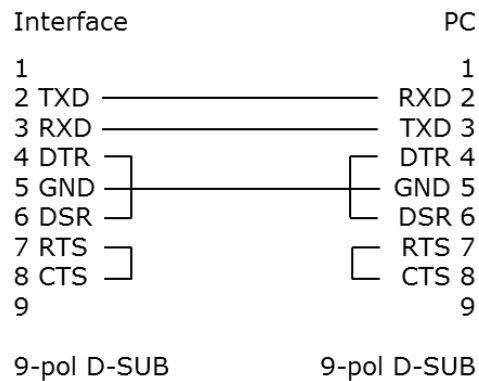 Interface PC
1 1
2 TXD RXD 2
3 RXD TXD 3
4 DTR DTR 4
5 GND GND 5
6 DSR DSR 6
7 RTS RTS 7
8 CTS CTS 8
9 9
9-pol D-SUB 9-pol D-SUB